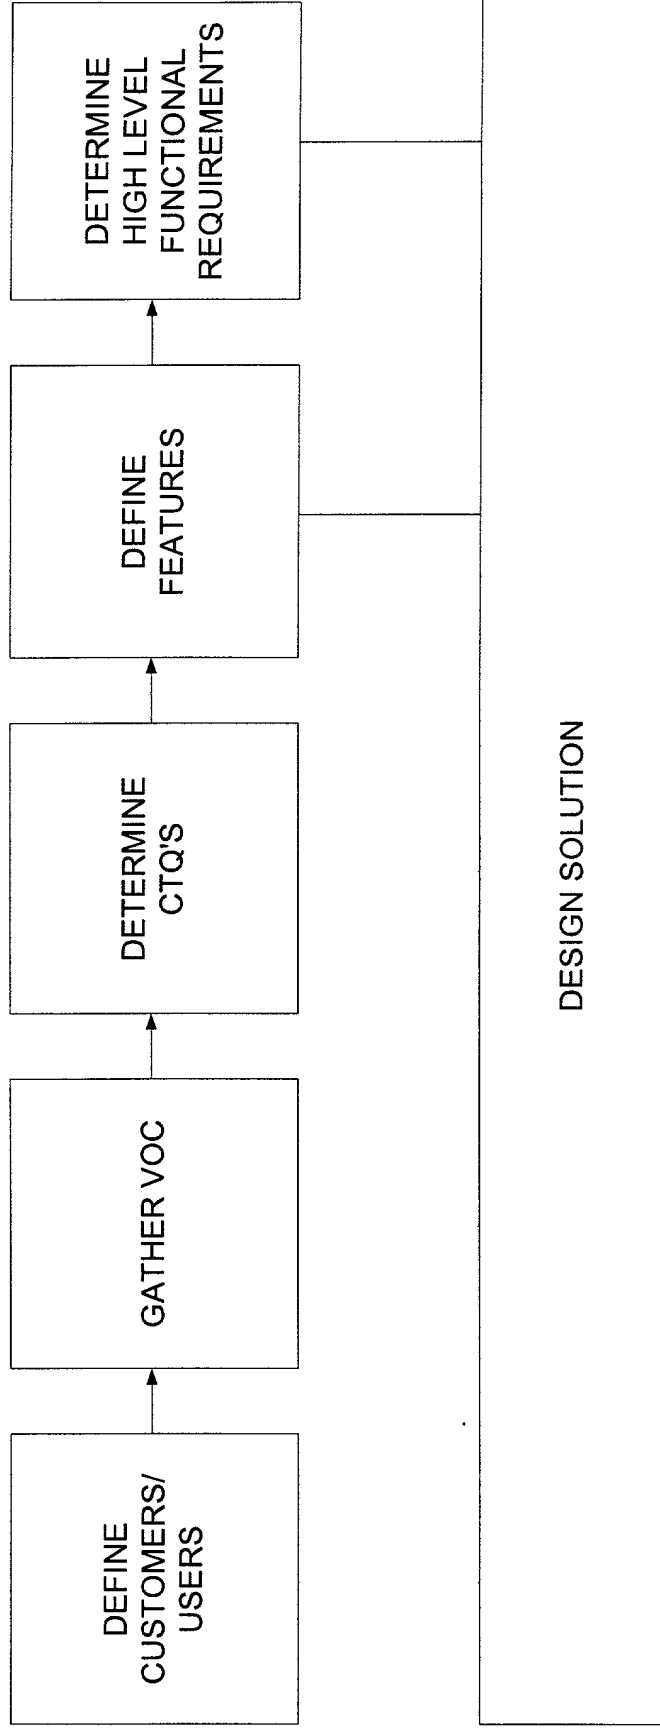 DEFINE
CUSTOMERS/
USERS
GATHER VOC
DETERMINE
CTQ'S
DEFINE
FEATURES
DETERMINE
HIGH LEVEL
FUNCTIONAL
REQUIREMENTS
DESIGN SOLUTION